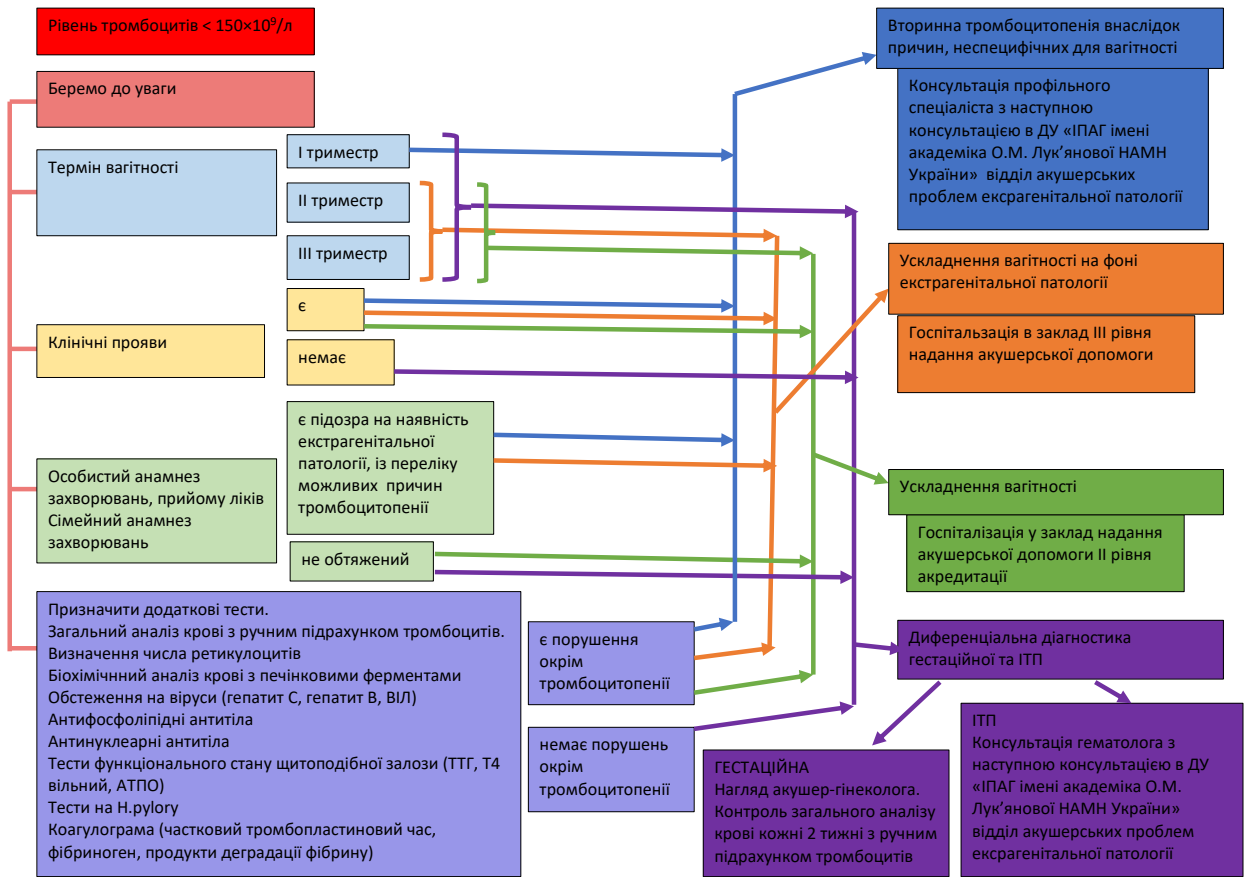 Рівень тромбоцитів < 150×10⁹/л
Беремо до уваги
Термін вагітності
І триместр
ІІ триместр
ІІІ триместр
Клінічні прояви
є
немає
Особистий анамнез
захворювань, прийому ліків
Сімейний анамнез
захворювань
є підозра на наявність
екстрагенітальної
патології, із переліку
можливих причин
тромбоцитопенії
не обтяжений
Призначити додаткові тести.
Загальний аналіз крові з ручним підрахунком тромбоцитів.
Визначення числа ретикулоцитів
Біохімічнний аналіз крові з печінковими ферментами
Обстеження на віруси (гепатит С, гепатит В, ВІЛ)
Антифосфоліпідні антитіла
Антинуклеарні антитіла
Тести функціонального стану щитоподібної залози (ТТГ, Т4
вільний, АТПО)
Тести на H.pylory
Коагулограма (частковий тромбопластиновий час,
фібриноген, продукти деградації фібрину)
є порушення
окрім
тромбоцитопенії
немає порушень
окрім
тромбоцитопенії
Вторинна тромбоцитопенія внаслідок
причин, неспецифічних для вагітності
Консультація профільного
спеціаліста з наступною
консультацією в ДУ «ІПАГ імені
академіка О.М. Лук’янової НАМН
України» відділ акушерських
проблем ексрагенітальної патології
Ускладнення вагітності на фоні
екстрагенітальної патології
Госпітальзація в заклад ІІІ рівня
надання акушерської допомоги
Ускладнення вагітності
Госпіталізація у заклад надання
акушерської допомоги ІІ рівня
акредитації
Диференціальна діагностика
гестаційної та ІТП
ГЕСТАЦІЙНА
Нагляд акушер-гінеколога.
Контроль загального аналізу
крові кожні 2 тижні з ручним
підрахунком тромбоцитів
ІТП
Консультація гематолога з
наступною консультацією в ДУ
«ІПАГ імені академіка О.М.
Лук’янової НАМН України»
відділ акушерських проблем
ексрагенітальної патології